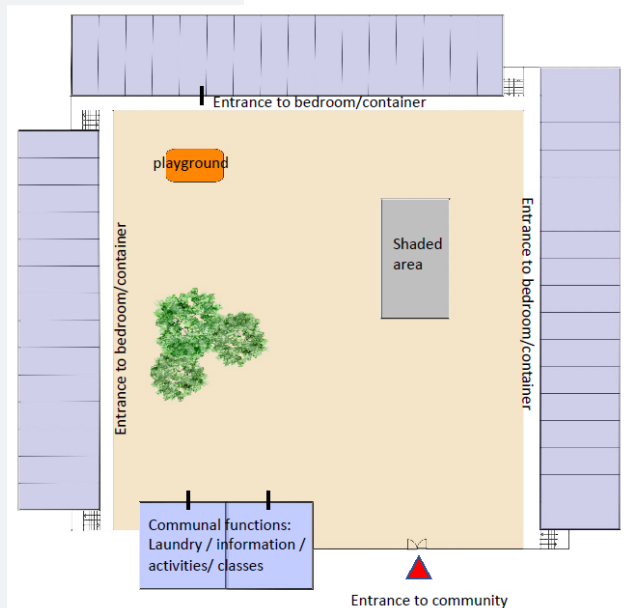 Entrance to bedroom/container
playground
Shaded
area
Entrance to bedroom/container
Entrance to bedroom/container
Communal functions:
Laundry / information /
activities/ classes
Entrance to community